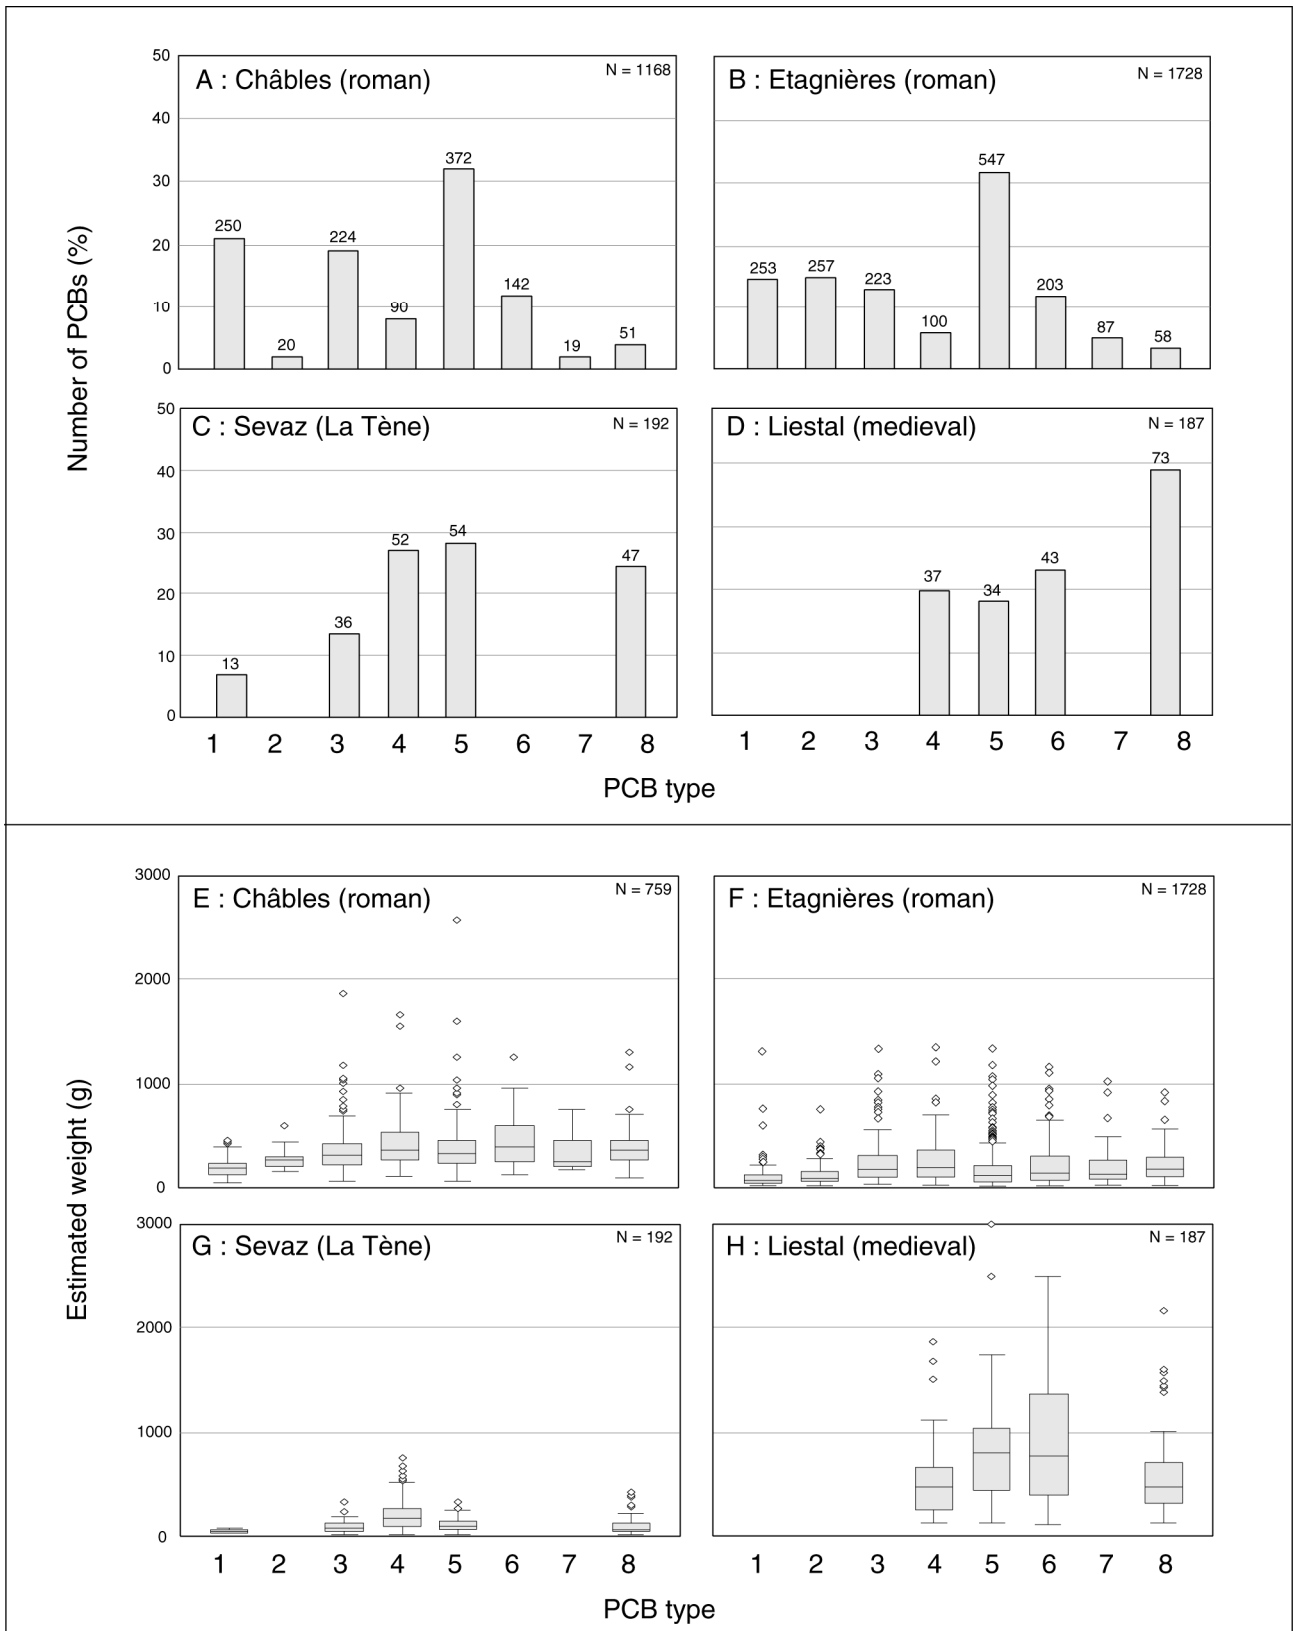 A : Châbles (roman)
N = 1168
50
40
30
20
10
0
250
20
224
90
372
142
19
51
B : Etagnières (roman)
N = 1728
253
257
223
100
547
203
87
58
Number of PCBs (%)
C : Sevaz (La Tène)
N = 192
50
40
30
20
10
0
13
36
52
54
47
1 2 3 4 5 6 7 8
D : Liestal (medieval)
N = 187
37
34
43
73
1 2 3 4 5 6 7 8
PCB type
E : Châbles (roman)
N = 759
3000
2000
1000
0
F : Etagnières (roman)
N = 1728
Estimated weight (g)
G : Sevaz (La Tène)
N = 192
3000
2000
1000
0
1 2 3 4 5 6 7 8
H : Liestal (medieval)
N = 187
1 2 3 4 5 6 7 8
PCB type